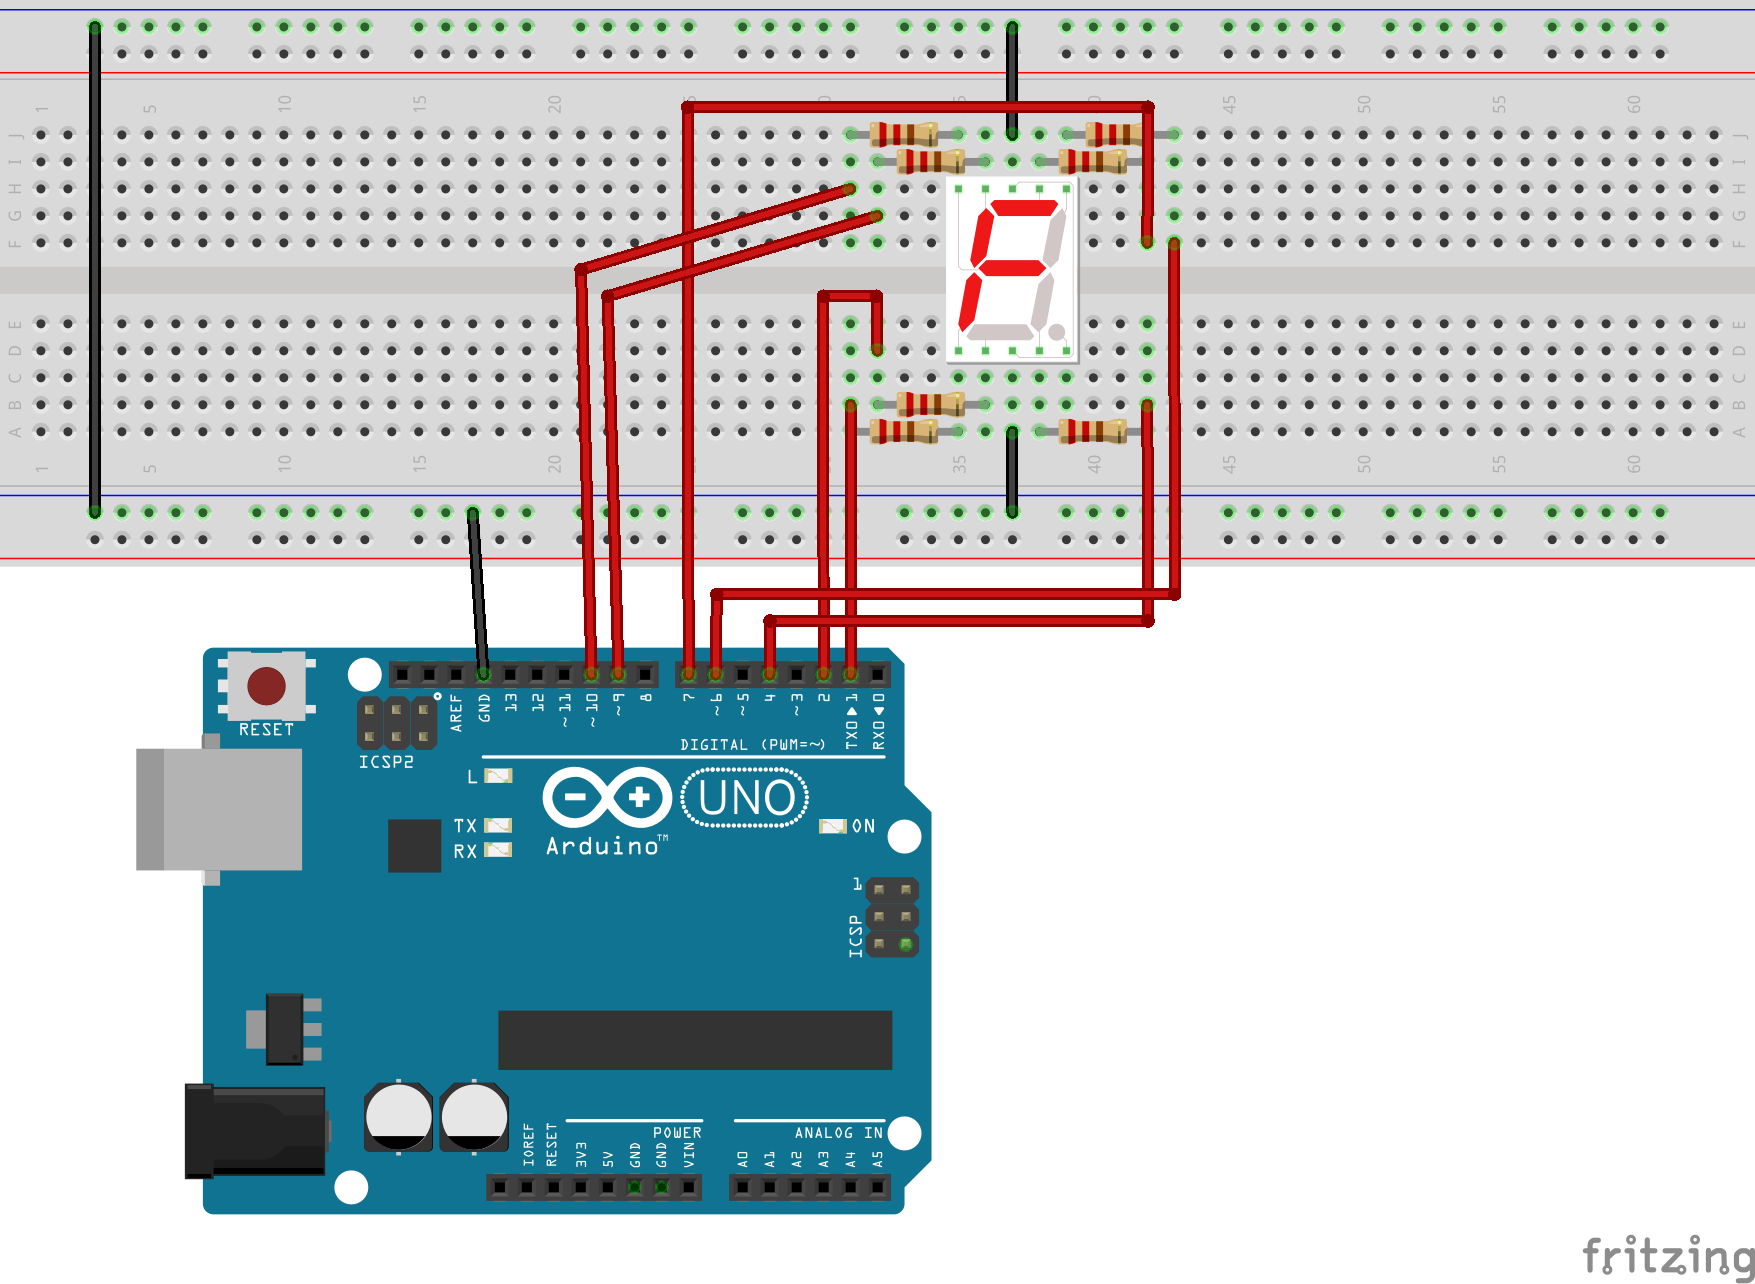 1 5 10 15 20 35 40 45 50 55 60
J J
I I
H H
G G
F F
E E
D D
C C
B B
A A
1 5 10 15 20 35 40 45 50 55 60
RESET
AREF
GND
13
12
~11
~10
~9
8
7
~6
~5
4
~3
2
TX0▶1
RX0◀0
ICSP2
DIGITAL (PWM=~)
L
TX
RX
UNO
Arduino™
ON
1
ICSP
POWER
ANALOG IN
IOREF
RESET
3V3
5V
GND
GND
VIN
A0
A1
A2
A3
A4
A5
fritzing